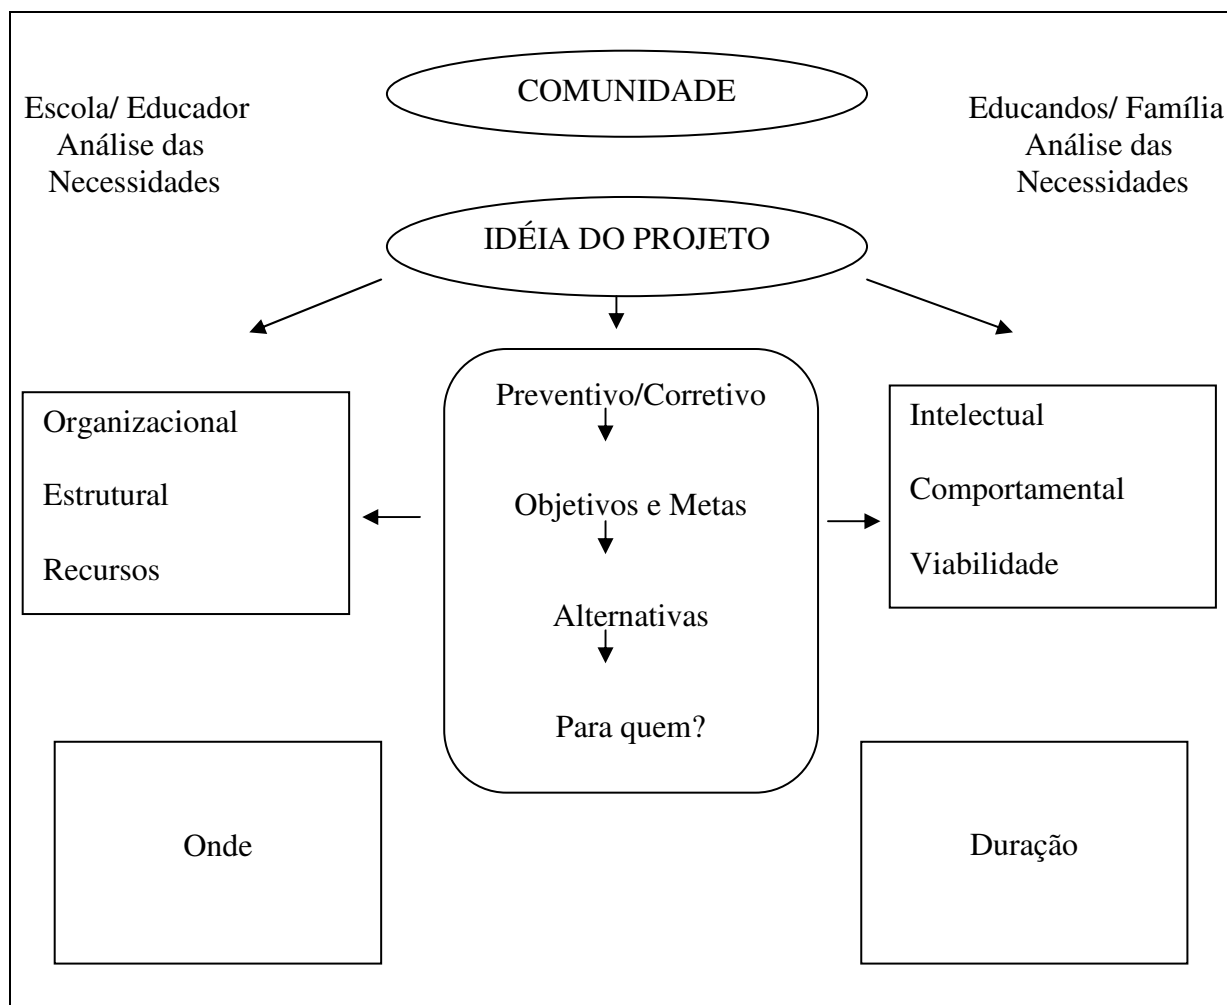 COMUNIDADE
Escola/ Educador
Análise das
Necessidades
Educandos/ Família
Análise das
Necessidades
IDÉIA DO PROJETO
Organizacional
Estrutural
Recursos
Preventivo/Corretivo
Objetivos e Metas
Alternativas
Para quem?
Intelectual
Comportamental
Viabilidade
Onde
Duração